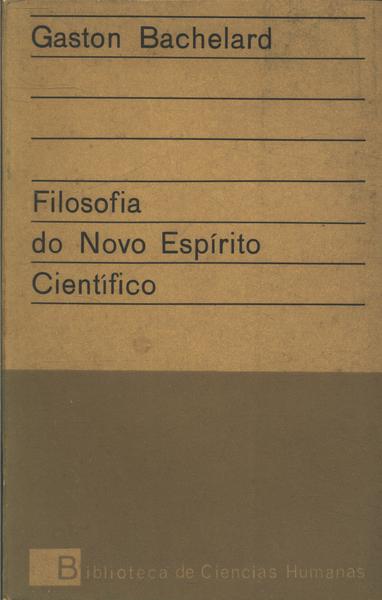 Gaston Bachelard
Filosofia
do Novo Espírito
Científico
Biblioteca de Ciencias Humanas